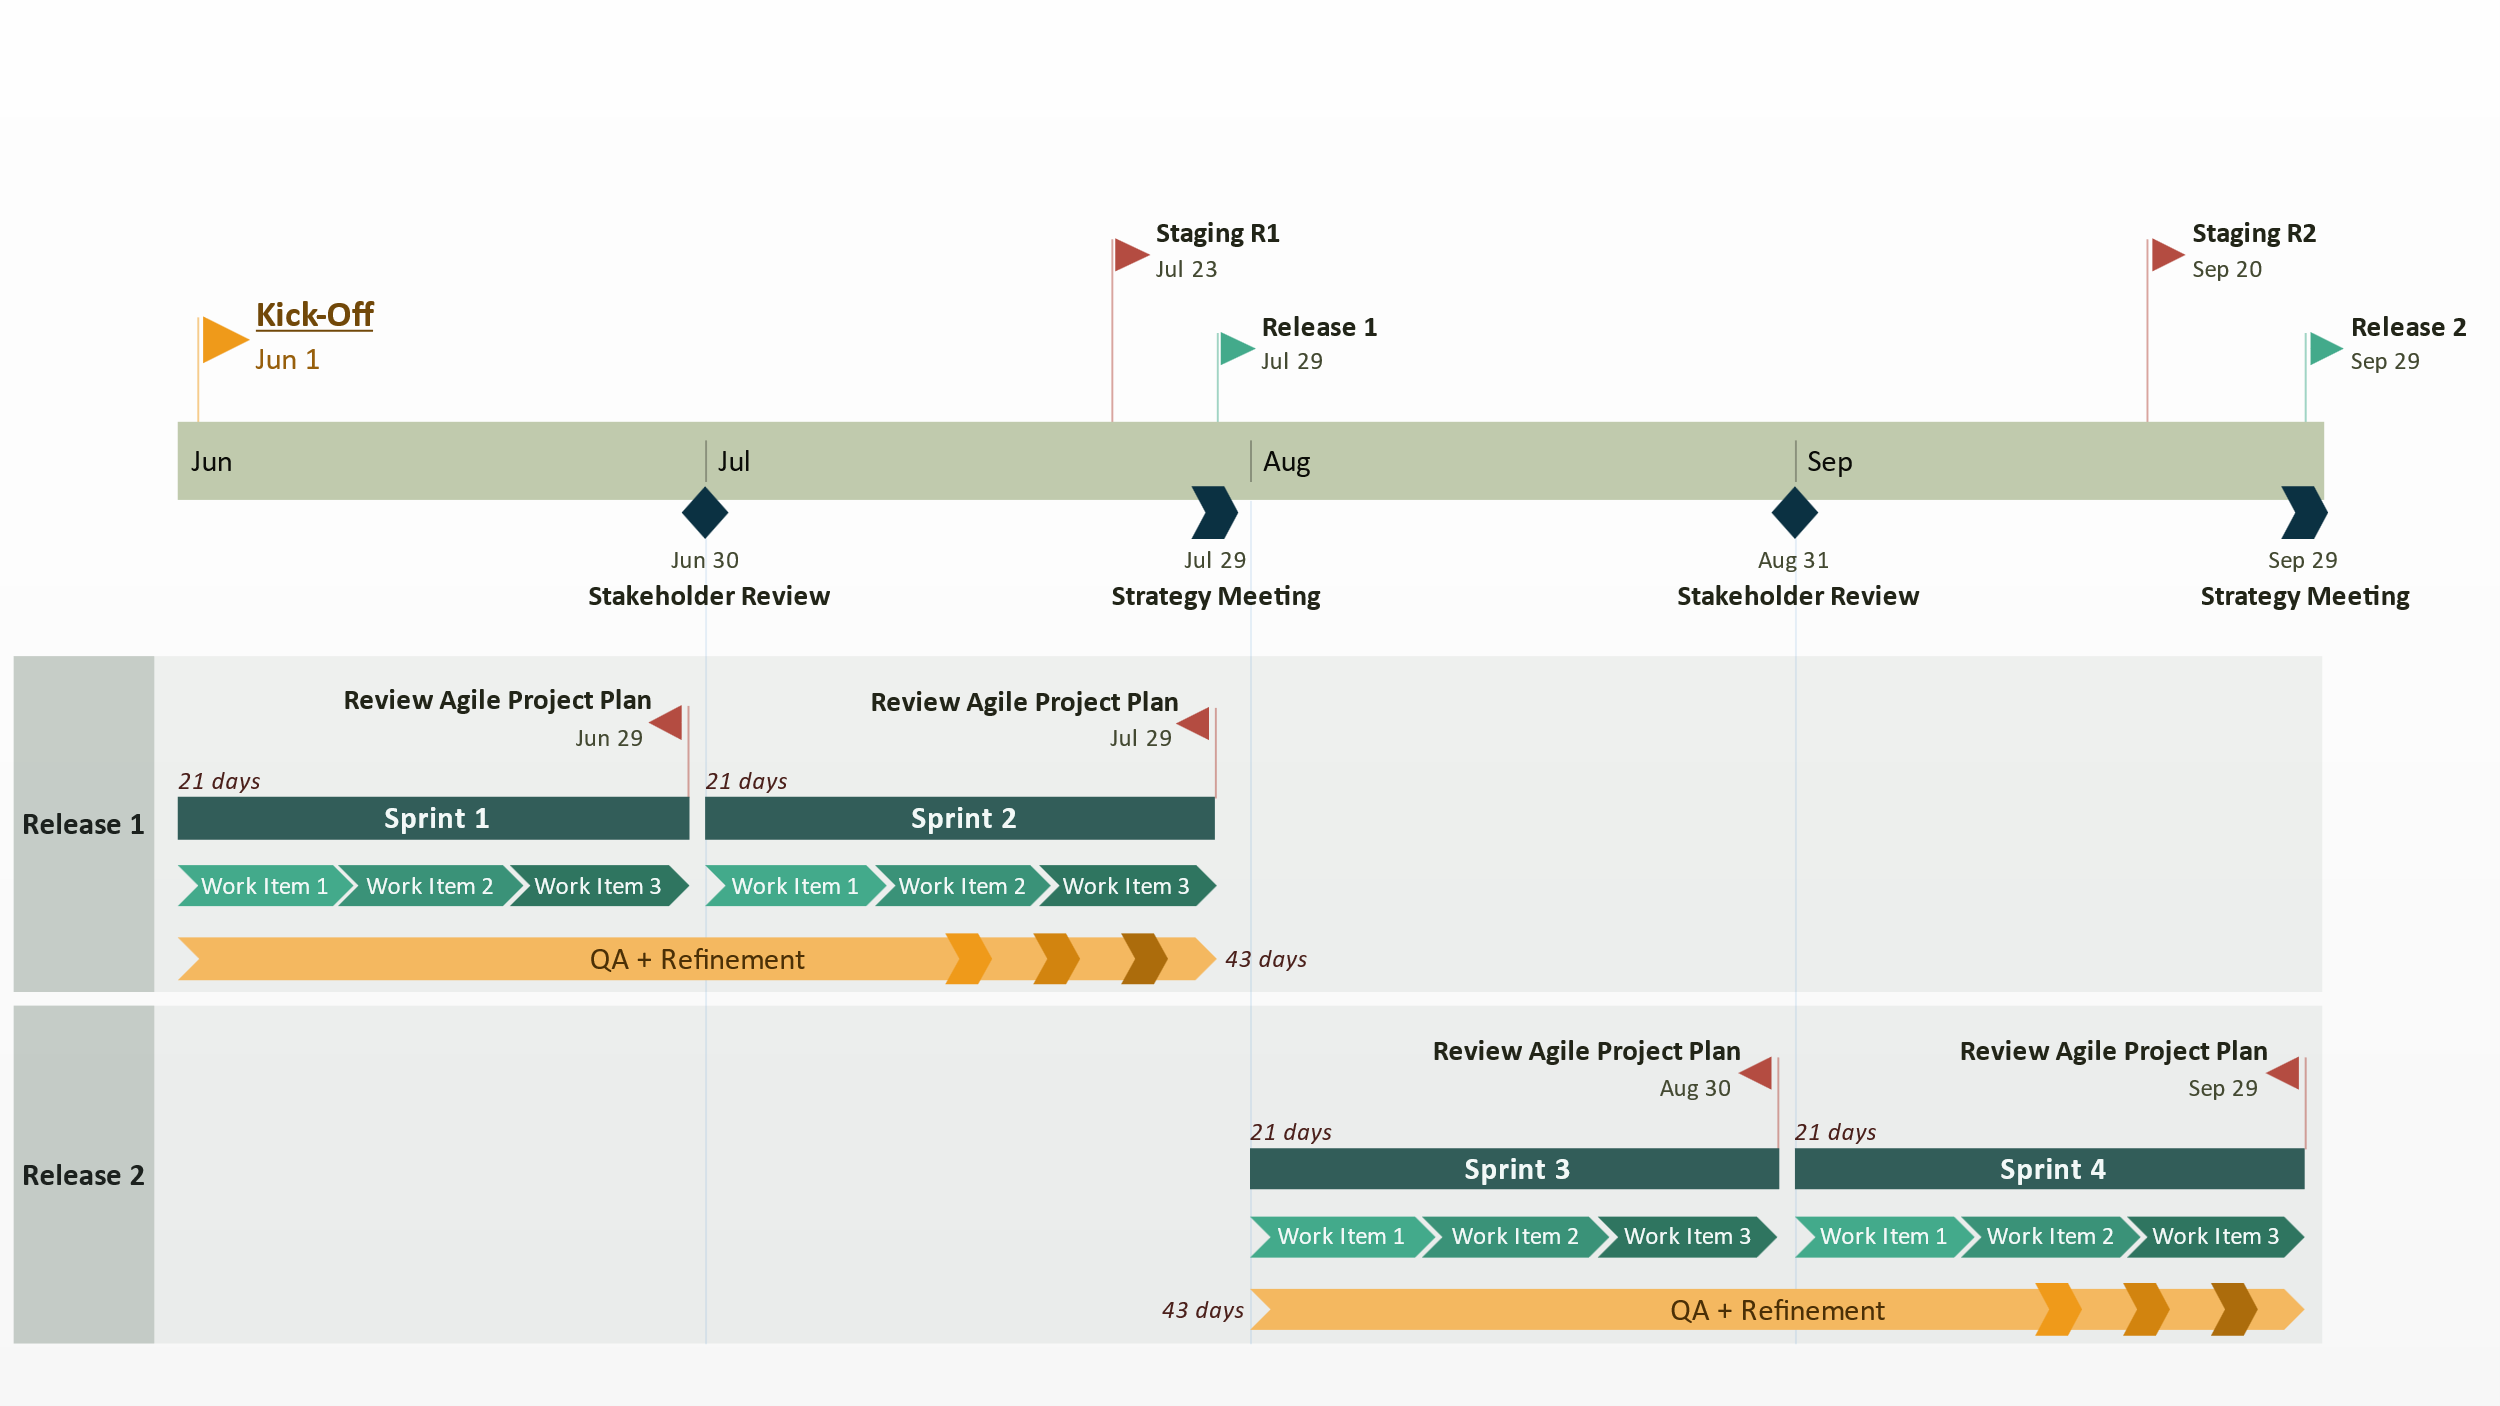 Staging R1
Jul 23
Staging R2
Sep 20
Kick-Off
Jun 1
Release 1
Jul 29
Release 2
Sep 29
Jun
Jul
Aug
Sep
Jun 30
Stakeholder Review
Jul 29
Strategy Meeting
Aug 31
Stakeholder Review
Sep 29
Strategy Meeting
Release 1
Review Agile Project Plan
Jun 29
Review Agile Project Plan
Jul 29
21 days
21 days
Sprint 1
Sprint 2
Work Item 1
Work Item 2
Work Item 3
Work Item 1
Work Item 2
Work Item 3
QA + Refinement
43 days
Release 2
Review Agile Project Plan
Aug 30
Review Agile Project Plan
Sep 29
21 days
21 days
Sprint 3
Sprint 4
Work Item 1
Work Item 2
Work Item 3
Work Item 1
Work Item 2
Work Item 3
43 days
QA + Refinement